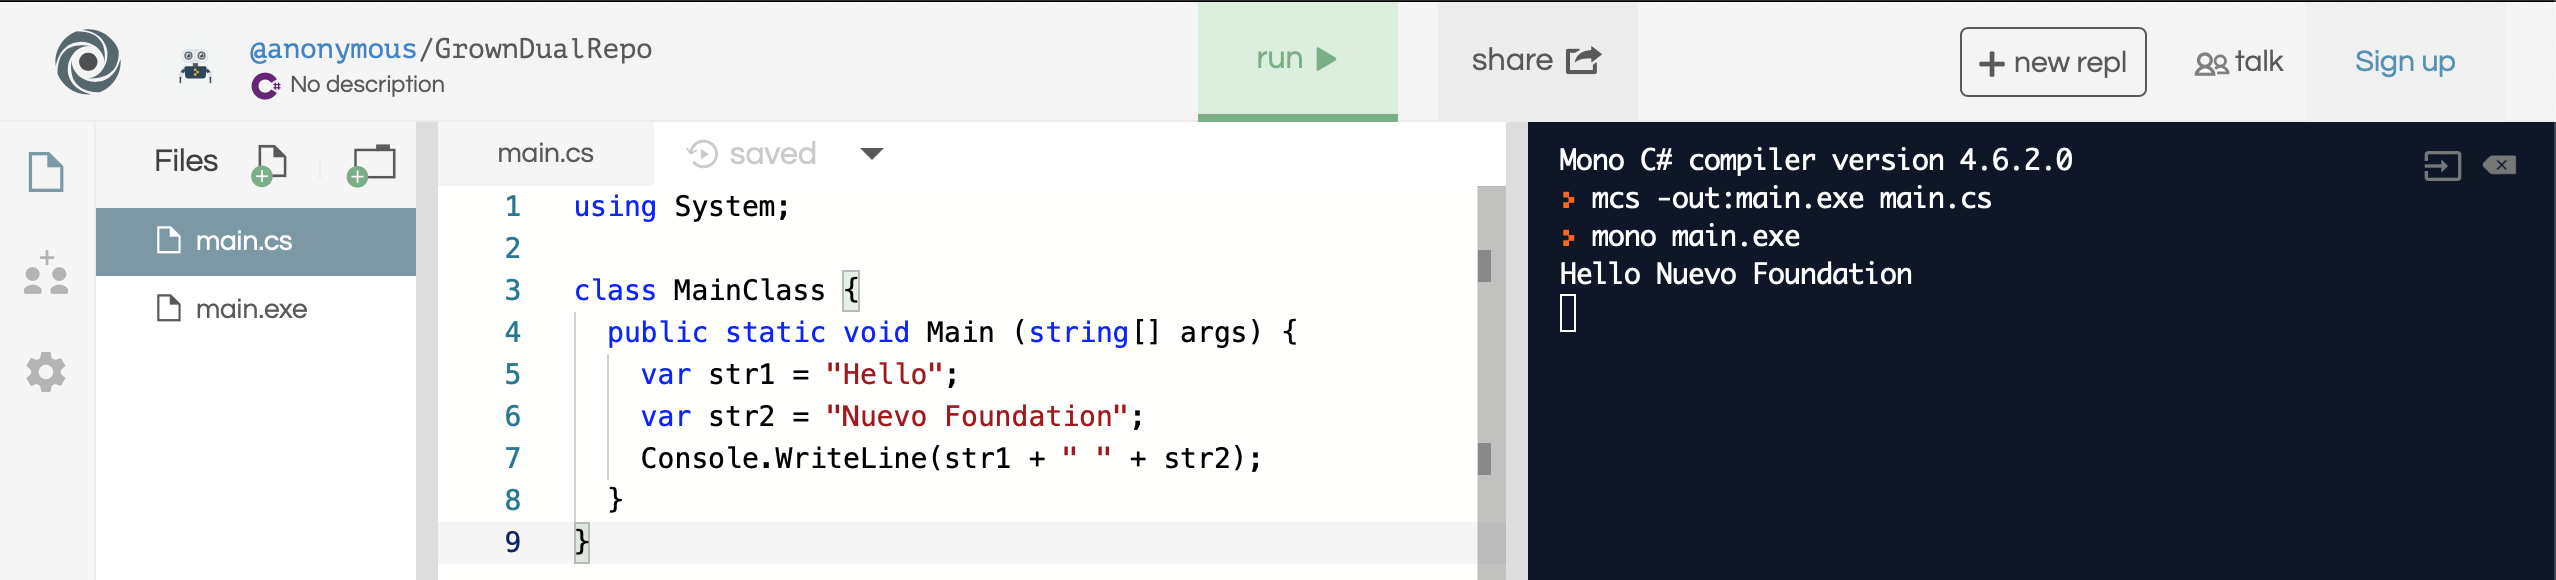 @anonymous/GrownDualRepo
C# No description
run
share
+ new repl
talk
Sign up
Files
main.cs
main.exe
main.cs
saved
1 using System;
2
3 class MainClass {
4 public static void Main (string[] args) {
5 var str1 = "Hello";
6 var str2 = "Nuevo Foundation";
7 Console.WriteLine(str1 + " " + str2);
8 }
9 }
Mono C# compiler version 4.6.2.0
mcs -out:main.exe main.cs
mono main.exe
Hello Nuevo Foundation